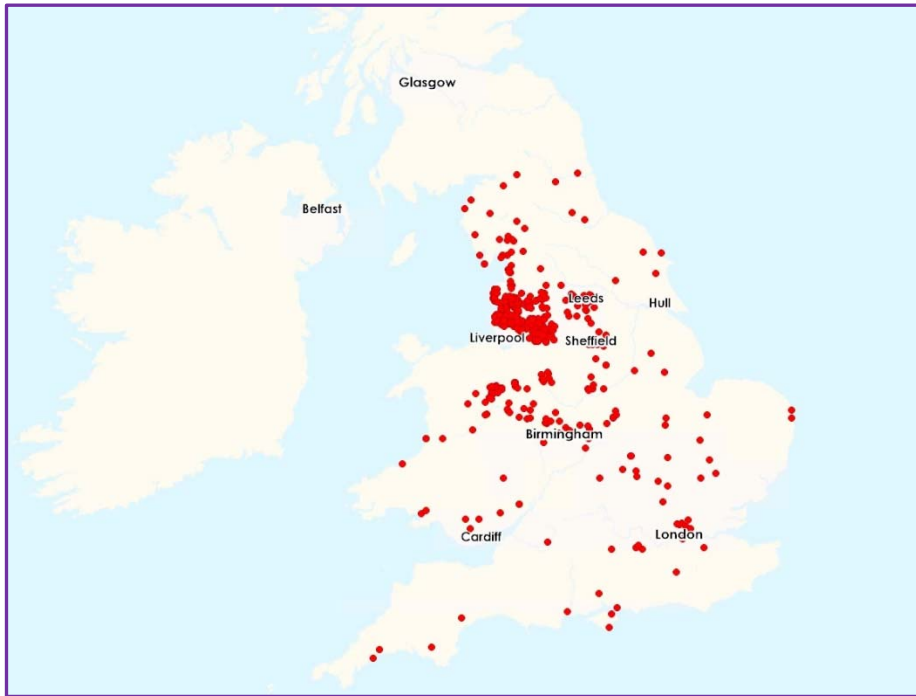 Glasgow
Belfast
Leeds
Hull
Liverpool
Sheffield
Birmingham
Cardiff
London